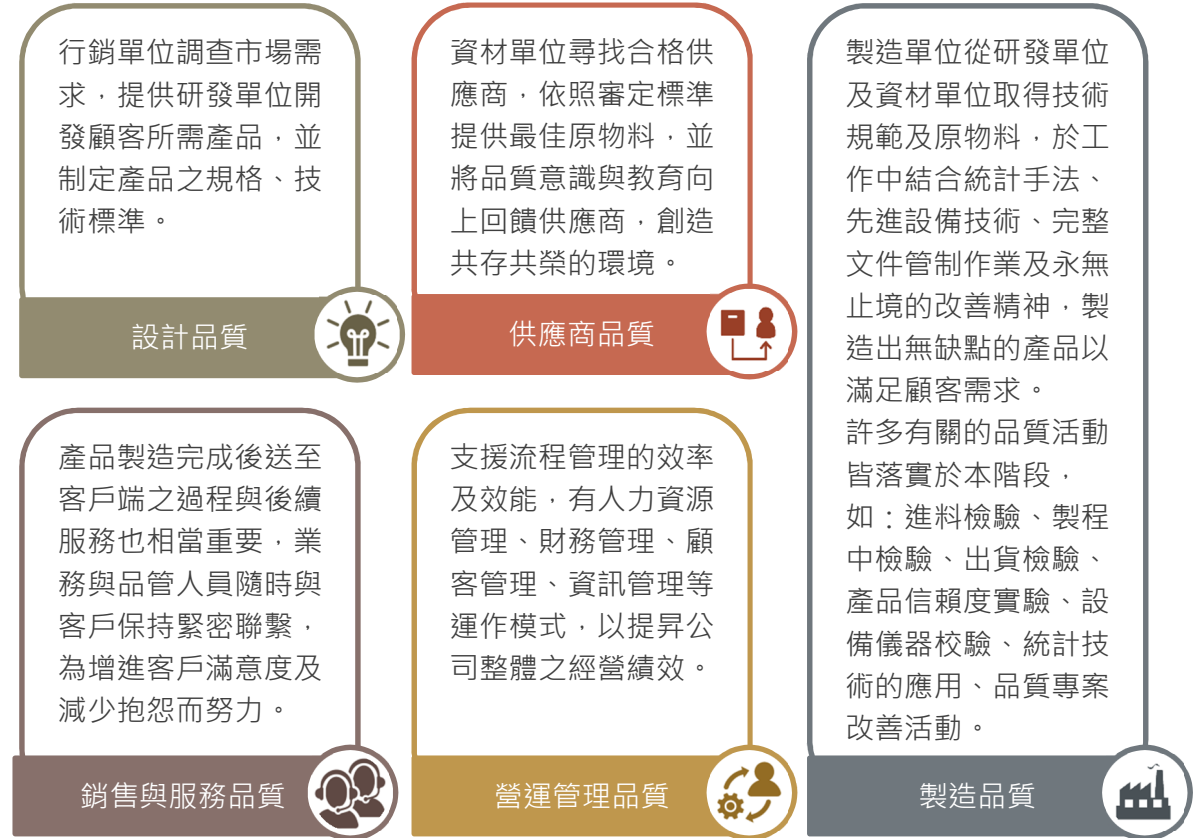 行銷單位調查市場需
求，提供研發單位開
發顧客所需產品，並
制定產品之規格、技
術標準。
設計品質
資材單位尋找合格供
應商，依照審定標準
提供最佳原物料，並
將品質意識與教育向
上回饋供應商，創造
共存共榮的環境。
供應商品質
製造單位從研發單位
及資材單位取得技術
規範及原物料，於工
作中結合統計手法、
先進設備技術、完整
文件管制作業及永無
止境的改善精神，製
造出無缺點的產品以
滿足顧客需求。
許多有關的品質活動
皆落實於本階段，
如：進料檢驗、製程
中檢驗、出貨檢驗、
產品信賴度實驗、設
備儀器校驗、統計技
術的應用、品質專案
改善活動。
製造品質
產品製造完成後送至
客戶端之過程與後續
服務也相當重要，業
務與品管人員隨時與
客戶保持緊密聯繫，
為增進客戶滿意度及
減少抱怨而努力。
銷售與服務品質
支援流程管理的效率
及效能，有人力資源
管理、財務管理、顧
客管理、資訊管理等
運作模式，以提昇公
司整體之經營績效。
營運管理品質